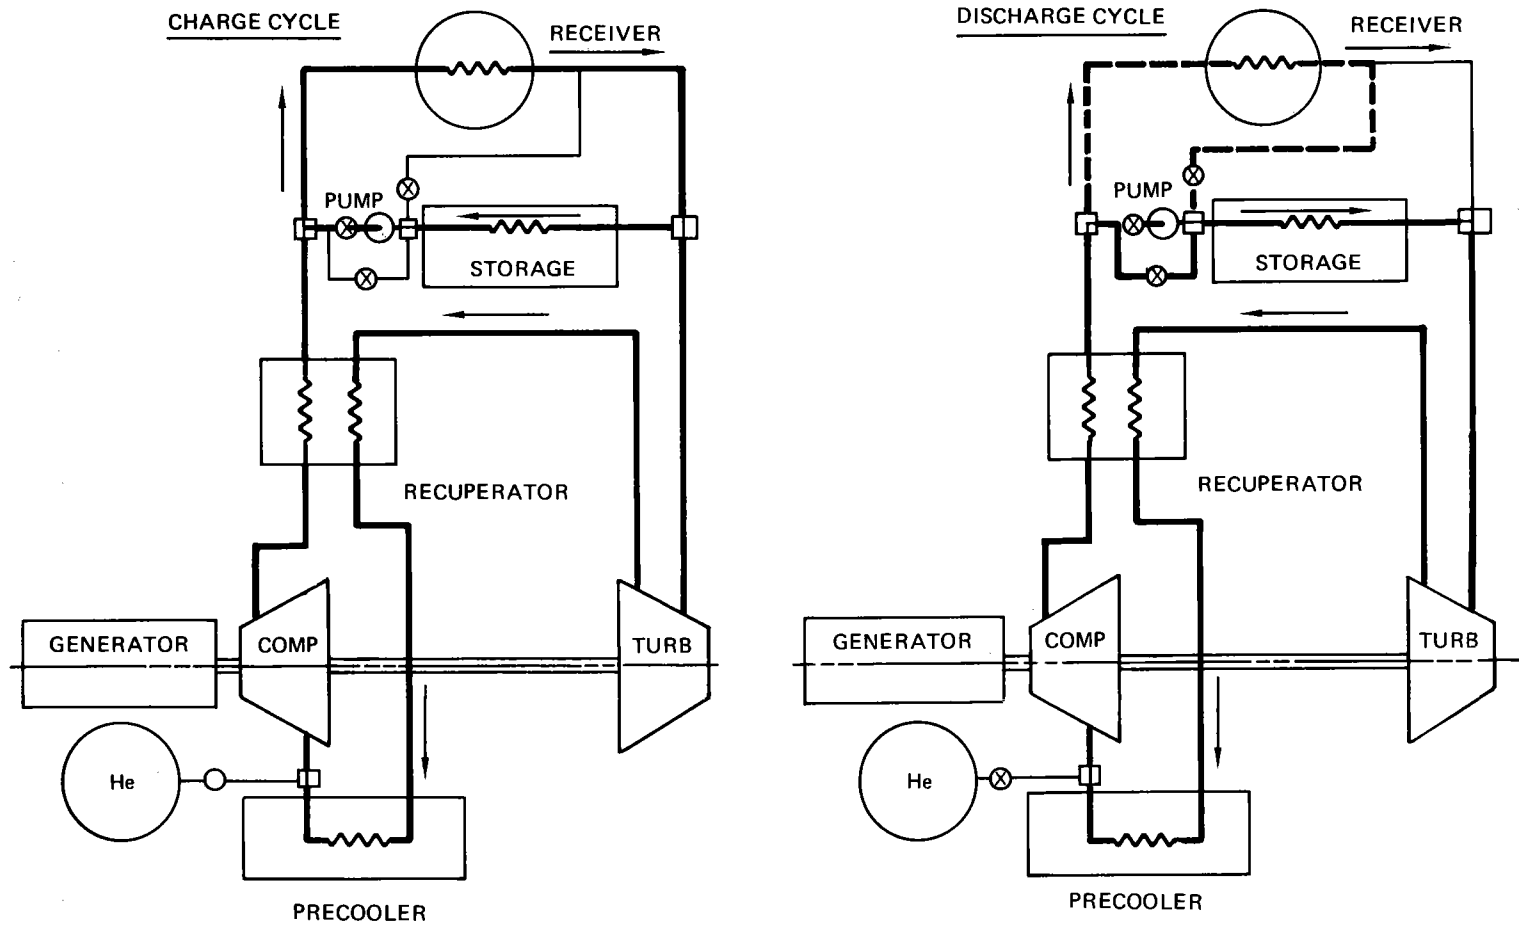 CHARGE CYCLE
RECEIVER
PUMP
STORAGE
RECUPERATOR
GENERATOR
COMP
TURB
He
PRECOOLER
DISCHARGE CYCLE
RECEIVER
PUMP
STORAGE
RECUPERATOR
GENERATOR
COMP
TURB
He
PRECOOLER